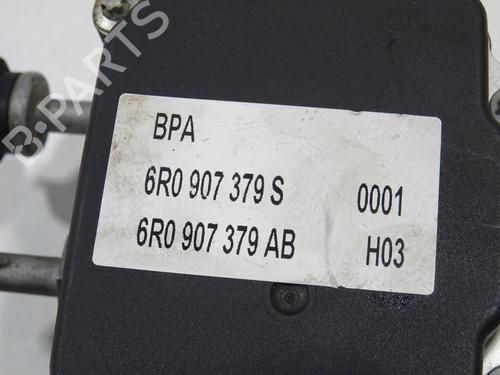 B-PARTS
BPA
6R0 907 379 S 0001
6R0 907 379 AB H03